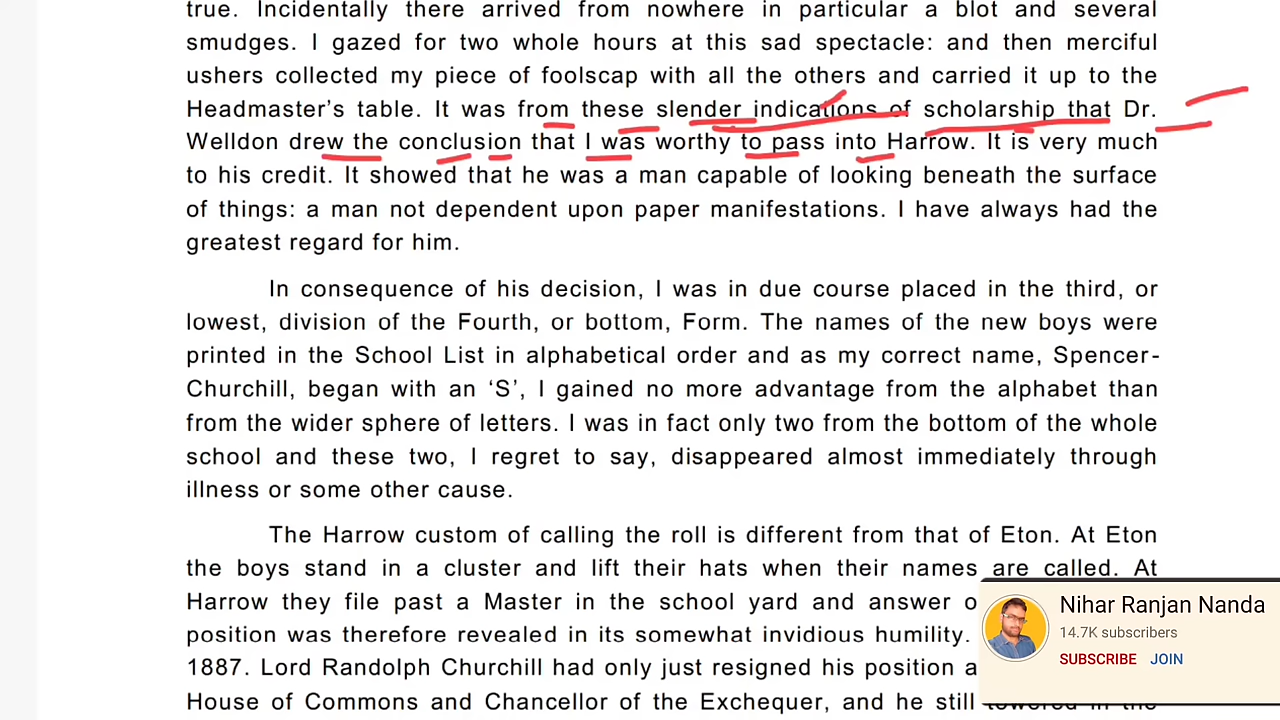 true. Incidentally there arrived from nowhere in particular a blot and several
smudges. I gazed for two whole hours at this sad spectacle: and then merciful
ushers collected my piece of foolscap with all the others and carried it up to the
Headmaster’s table. It was from these slender indications of scholarship that Dr.
Welldon drew the conclusion that I was worthy to pass into Harrow. It is very much
to his credit. It showed that he was a man capable of looking beneath the surface
of things: a man not dependent upon paper manifestations. I have always had the
greatest regard for him.
In consequence of his decision, I was in due course placed in the third, or
lowest, division of the Fourth, or bottom, Form. The names of the new boys were
printed in the School List in alphabetical order and as my correct name, Spencer-
Churchill, began with an ‘S’, I gained no more advantage from the alphabet than
from the wider sphere of letters. I was in fact only two from the bottom of the whole
school and these two, I regret to say, disappeared almost immediately through
illness or some other cause.
The Harrow custom of calling the roll is different from that of Eton. At Eton
the boys stand in a cluster and lift their hats when their names are called. At
Harrow they file past a Master in the school yard and answer
position was therefore revealed in its somewhat invidious humility.
1887. Lord Randolph Churchill had only just resigned his position
House of Commons and Chancellor of the Exchequer, and he still towered in the
Nihar Ranjan Nanda
14.7K subscribers
SUBSCRIBE JOIN